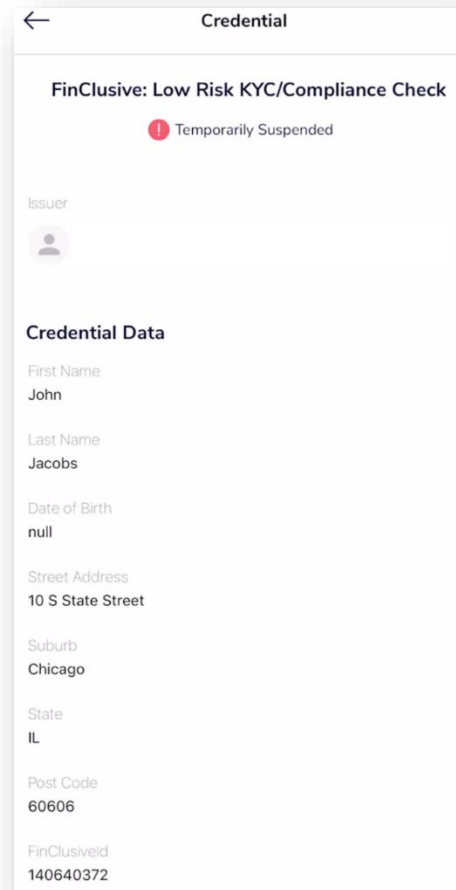 Credential
FinClusive: Low Risk KYC/Compliance Check
Temporarily Suspended
Issuer
Credential Data
First Name
John
Last Name
Jacobs
Date of Birth
null
Street Address
10 S State Street
Suburb
Chicago
State
IL
Post Code
60606
FinClusiveId
140640372